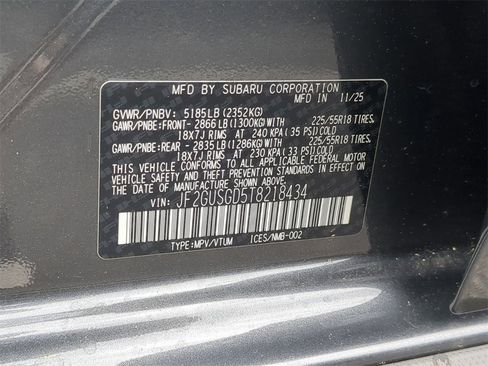 MFD BY SUBARU CORPORATION
MFD IN 11/25
GVWR/PNBV: 5185LB (2352KG)
GAWR/PNBE:FRONT- 2866LB (1300KG)WITH 225/55R18 TIRES,
18X7J RIMS AT 240 KPA (35 PSI)COLD
GAWR/PNBE:REAR - 2835LB (1286KG)WITH 225/55R18 TIRES,
18X7J RIMS AT 230 KPA (33 PSI)COLD
THIS VEHICLE CONFORMS TO ALL APPLICABLE FEDERAL MOTOR
VEHICLE SAFETY AND THEFT PREVENTION STANDARDS IN EFFECT
ON THE DATE OF MANUFACTURE SHOWN ABOVE.
VIN: JF2GUSGD5T8218434
TYPE:MPV/VTUM ICES/NMB-002